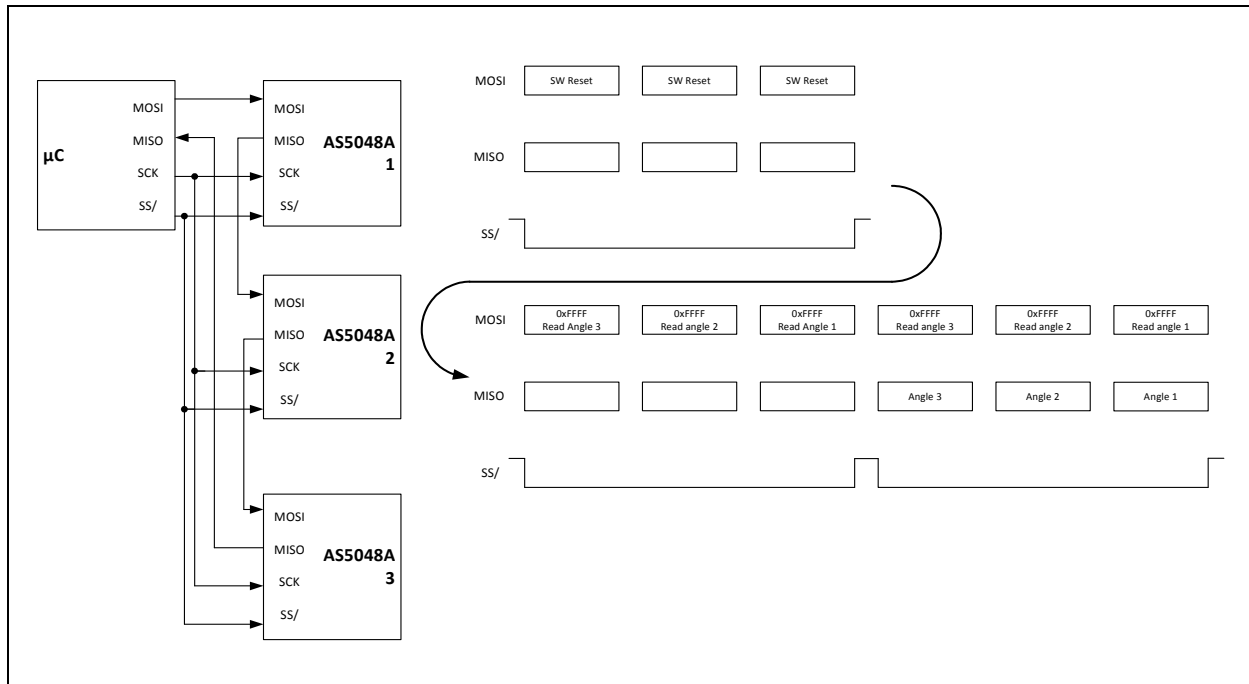 µC
MOSI
MISO
SCK
SS/
MOSI
MISO
SCK
SS/
AS5048A
1
MOSI
MISO
SCK
SS/
AS5048A
2
MOSI
MISO
SCK
SS/
AS5048A
3
MOSI SW Reset SW Reset SW Reset
MISO
SS/
MOSI
0xFFFF 0xFFFF 0xFFFF 0xFFFF 0xFFFF 0xFFFF
Read Angle 3 Read angle 2 Read Angle 1 Read angle 3 Read angle 2 Read angle 1
MISO Angle 3 Angle 2 Angle 1
SS/